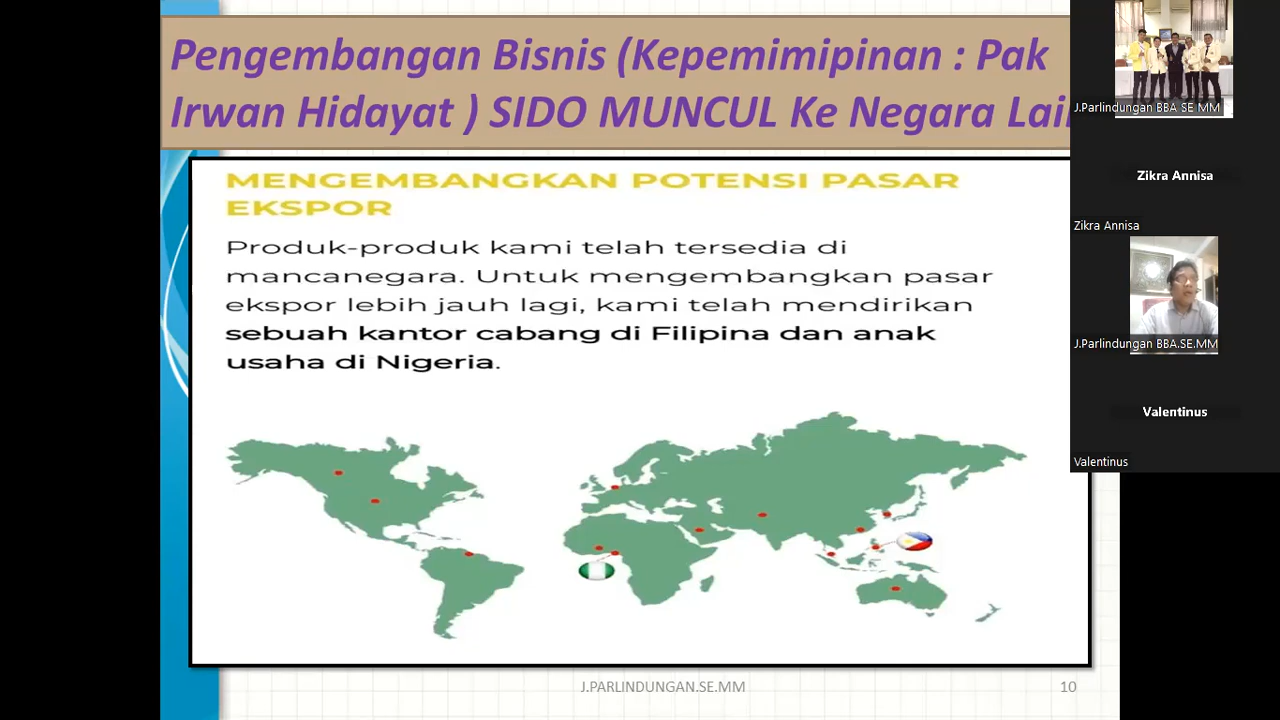 Pengembangan Bisnis (Kepemimipinan : Pak
Irwan Hidayat ) SIDO MUNCUL Ke Negara Lai
MENGEMBANGKAN POTENSI PASAR
EKSPOR
Produk-produk kami telah tersedia di
mancanegara. Untuk mengembangkan pasar
ekspor lebih jauh lagi, kami telah mendirikan
sebuah kantor cabang di Filipina dan anak
usaha di Nigeria.
J.PARLINDUNGAN.SE.MM
10
J.Parlindungan BBA SE MM
Zikra Annisa
Zikra Annisa
J.Parlindungan BBA.SE.MM
Valentinus
Valentinus